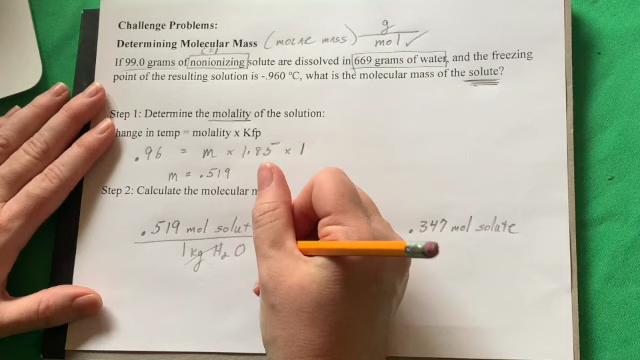 Challenge Problems:
Determining Molecular Mass (MOLAR MASS) g
mol ✓
i=1
If 99.0 grams of nonionizing solute are dissolved in 669 grams of water, and the freezing
point of the resulting solution is -.960 °C, what is the molecular mass of the solute?
Step 1: Determine the molality of the solution:
hange in temp = molality x Kfp
.96 = m x 1.85 x 1
m = .519
Step 2: Calculate the molecular m
.519 mol solut .347 mol solute
1 kg H₂O